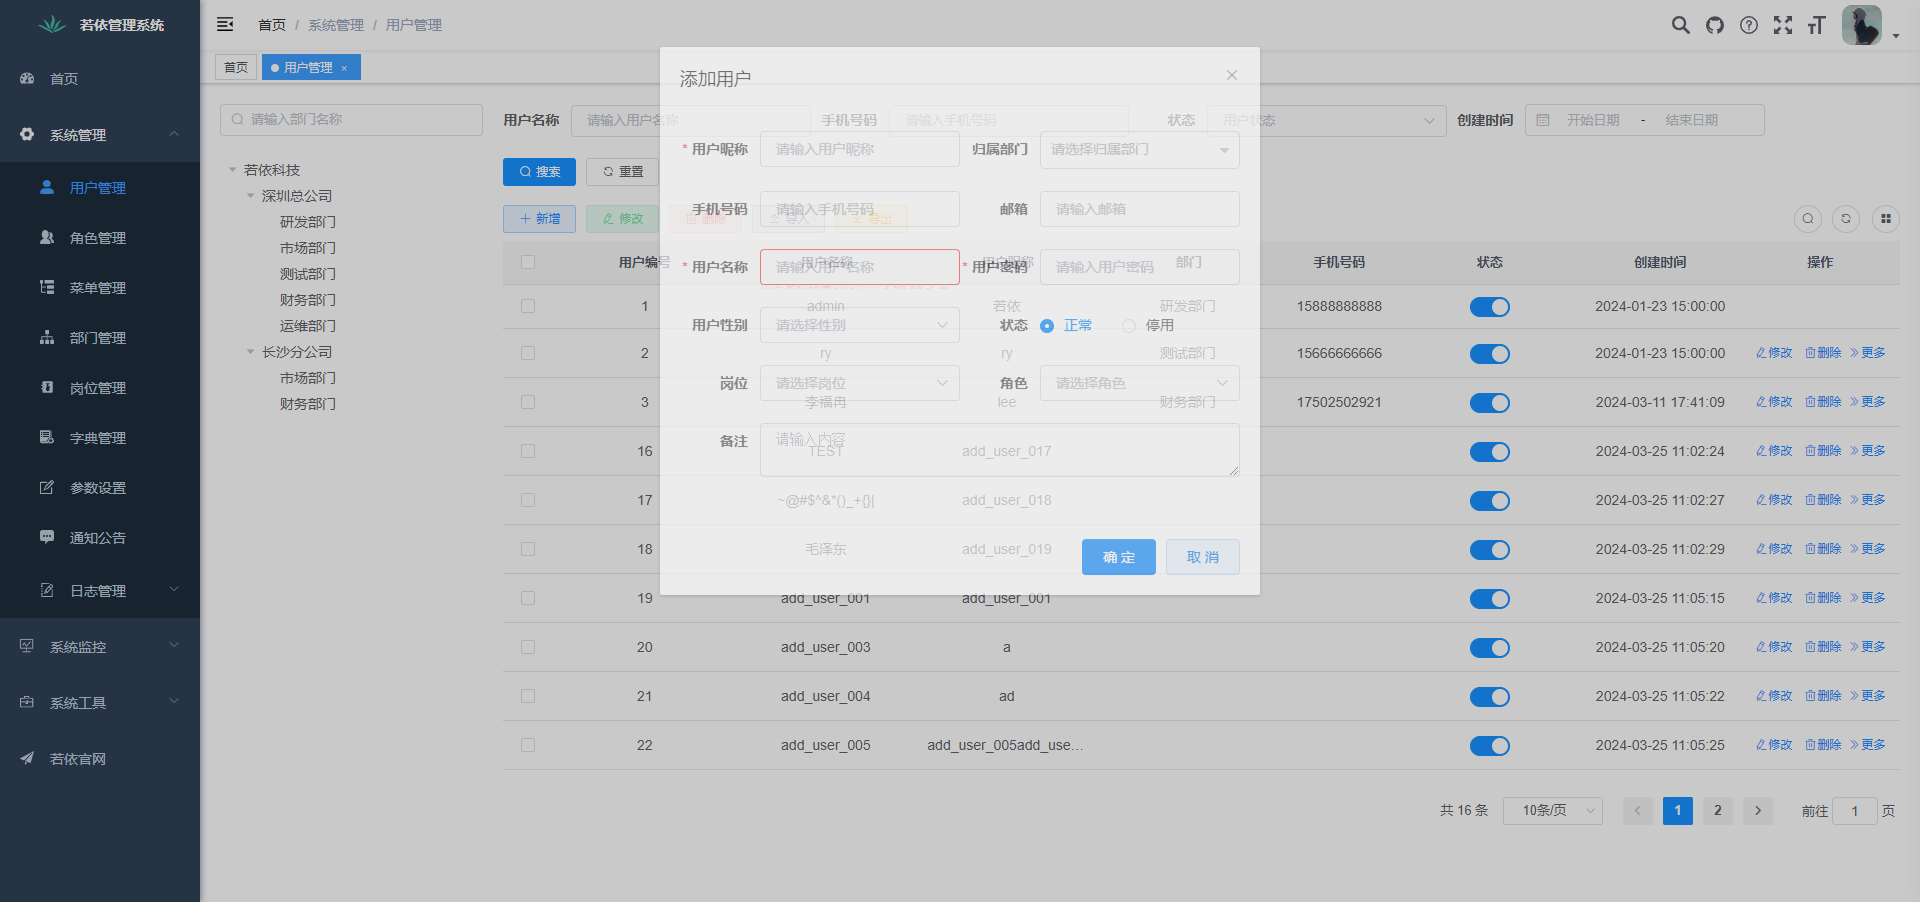 若依管理系统
首页 / 系统管理 / 用户管理
首页
用户管理 ×
首页
系统管理
用户管理
角色管理
菜单管理
部门管理
岗位管理
字典管理
参数设置
通知公告
日志管理
系统监控
系统工具
若依官网
请输入部门名称
若依科技
深圳总公司
研发部门
市场部门
测试部门
财务部门
运维部门
长沙分公司
市场部门
财务部门
用户名称 请输入用户名称 手机号码 请输入手机号码 状态 用户状态 创建时间 开始日期 - 结束日期
搜索 重置
新增 修改 删除 导入 导出
用户编号 用户名称 用户昵称 部门 手机号码 状态 创建时间 操作
1 admin 若依 研发部门 15888888888 2024-01-23 15:00:00
2 ry ry 测试部门 15666666666 2024-01-23 15:00:00 修改 删除 更多
3 李福冉 lee 财务部门 17502502921 2024-03-11 17:41:09 修改 删除 更多
16 TEST add_user_017 2024-03-25 11:02:24 修改 删除 更多
17 ~@#$^&*()_+{}| add_user_018 2024-03-25 11:02:27 修改 删除 更多
18 毛泽东 add_user_019 2024-03-25 11:02:29 修改 删除 更多
19 add_user_001 add_user_001 2024-03-25 11:05:15 修改 删除 更多
20 add_user_003 a 2024-03-25 11:05:20 修改 删除 更多
21 add_user_004 ad 2024-03-25 11:05:22 修改 删除 更多
22 add_user_005 add_user_005add_use... 2024-03-25 11:05:25 修改 删除 更多
共 16 条 10条/页 < 1 2 > 前往 1 页
添加用户
* 用户昵称 请输入用户昵称 归属部门 请选择归属部门
手机号码 请输入手机号码 邮箱 请输入邮箱
* 用户名称 请输入用户名称 * 用户密码 请输入用户密码
用户性别 请选择性别 状态 正常 停用
岗位 请选择岗位 角色 请选择角色
备注 请输入内容
确 定 取 消